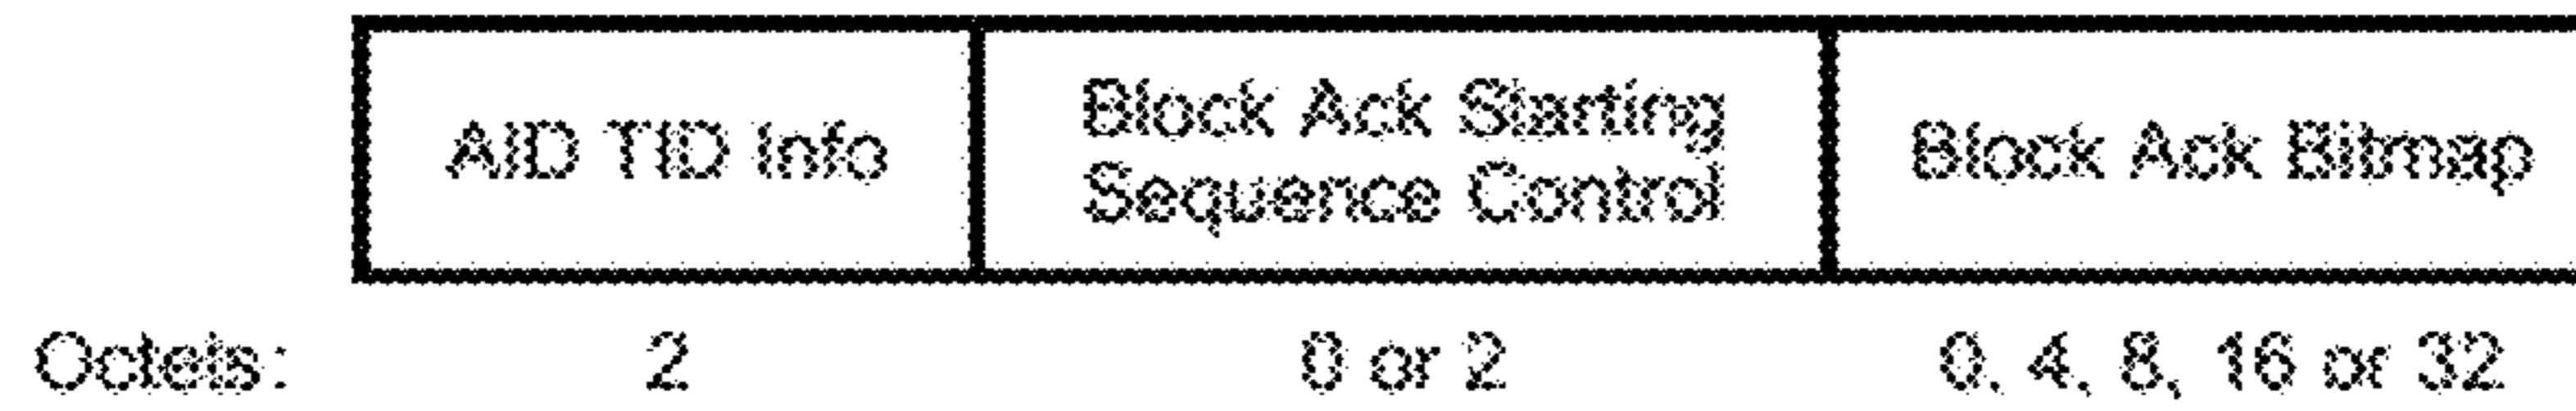 AID TID Info
Block Ack Starting
Sequence Control
Block Ack Bitmap
Octets: 2 0 or 2 0, 4, 8, 16 or 32